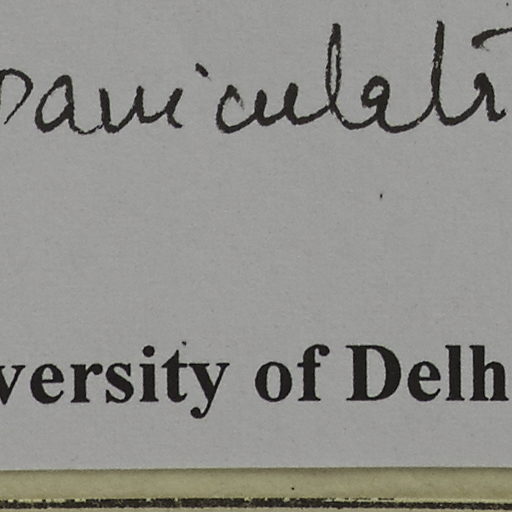 paniculati
versity of Delh